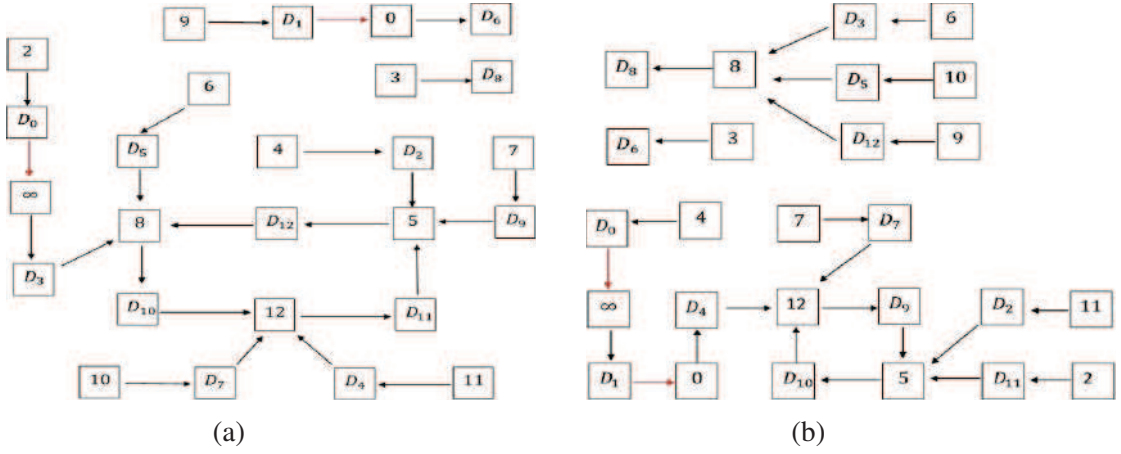 9 D₁ 0 D₆
2
3 D₈
6
D₀
D₅ 4 D₂ 7
∞
8 D₁₂ 5 D₉
D₃
D₁₀ 12 D₁₁
10 D₇ D₄ 11
(a)
D₃ 6
D₈ 8 D₅ 10
D₆ 3 D₁₂ 9
D₀ 4 7 D₇
∞ D₄ 12 D₉ D₂ 11
D₁ 0 D₁₀ 5 D₁₁ 2
(b)